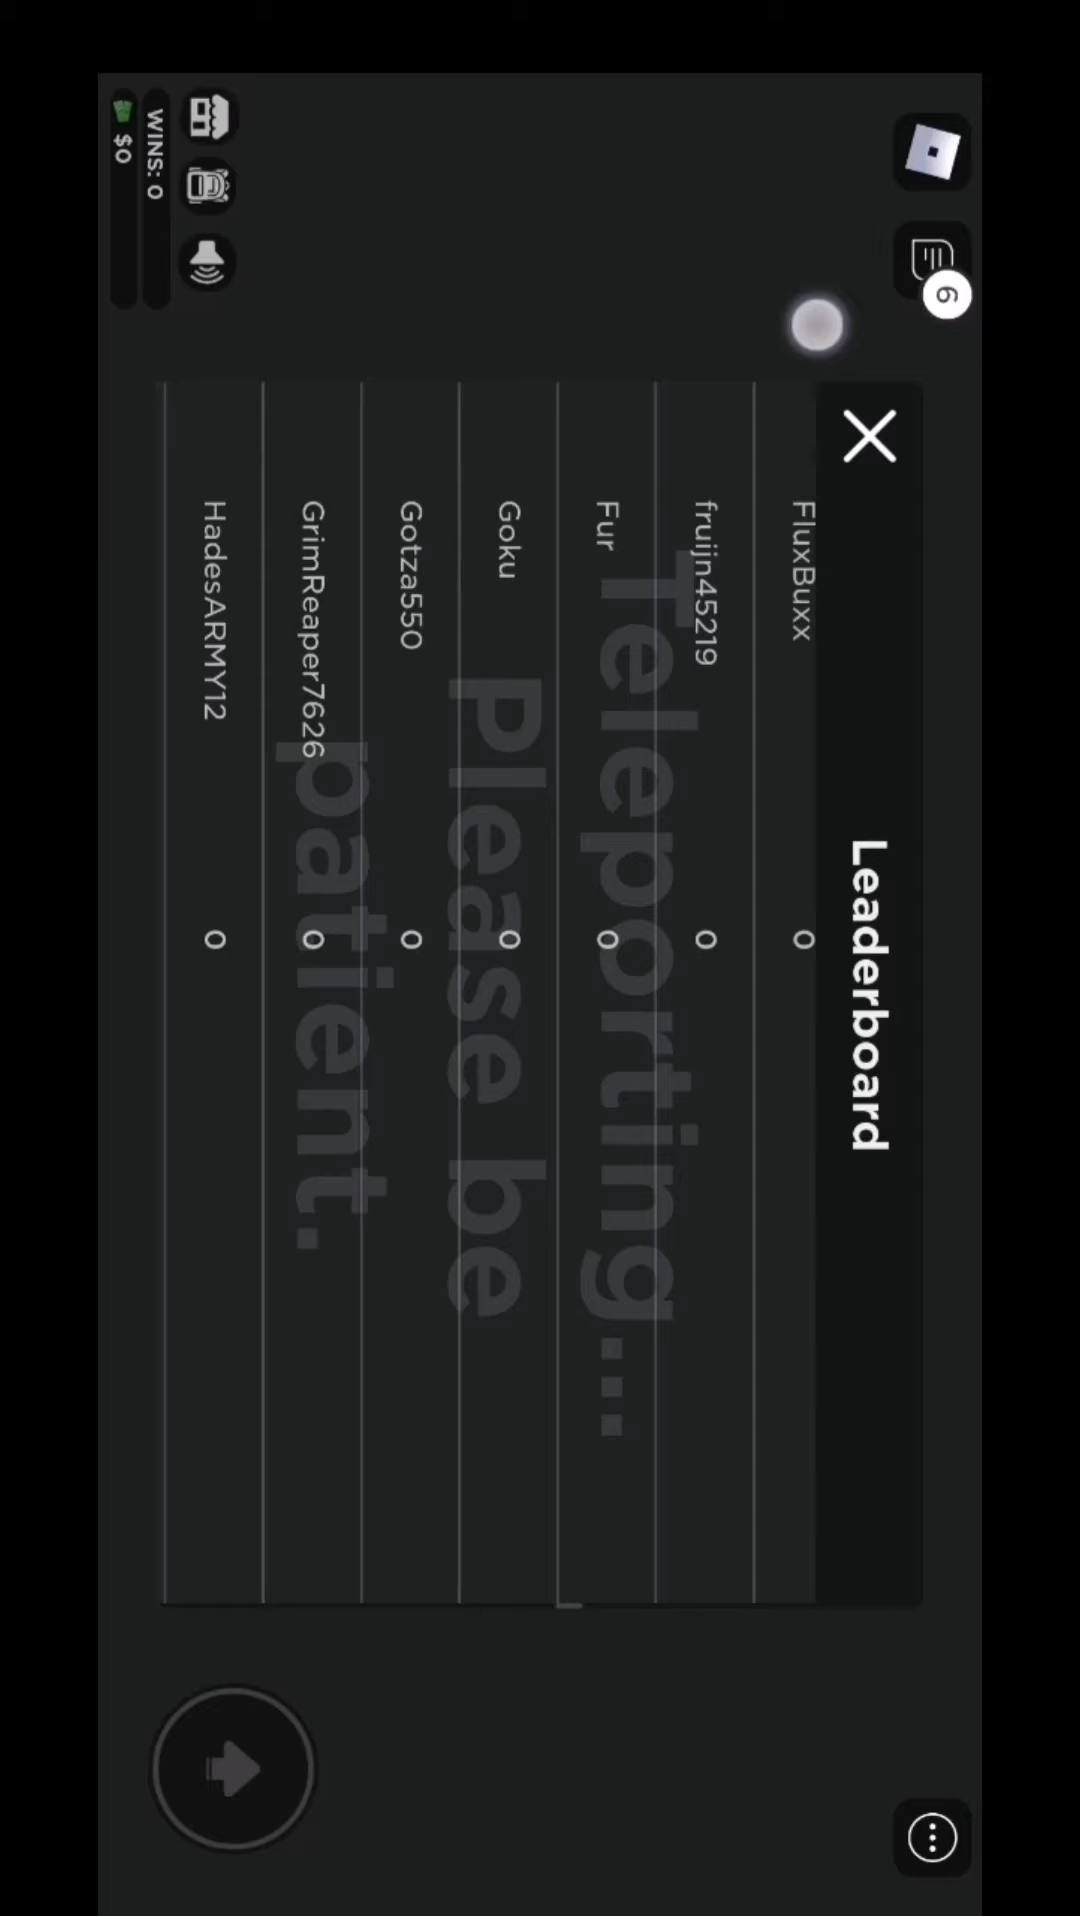 6
Leaderboard
FluxBuxx 0
fruijn45219 0
Fur 0
Goku 0
Gotza550 0
GrimReaper7626 0
HadesARMY12 0
Teleporting...
Please be
patient.
WINS: 0
$0